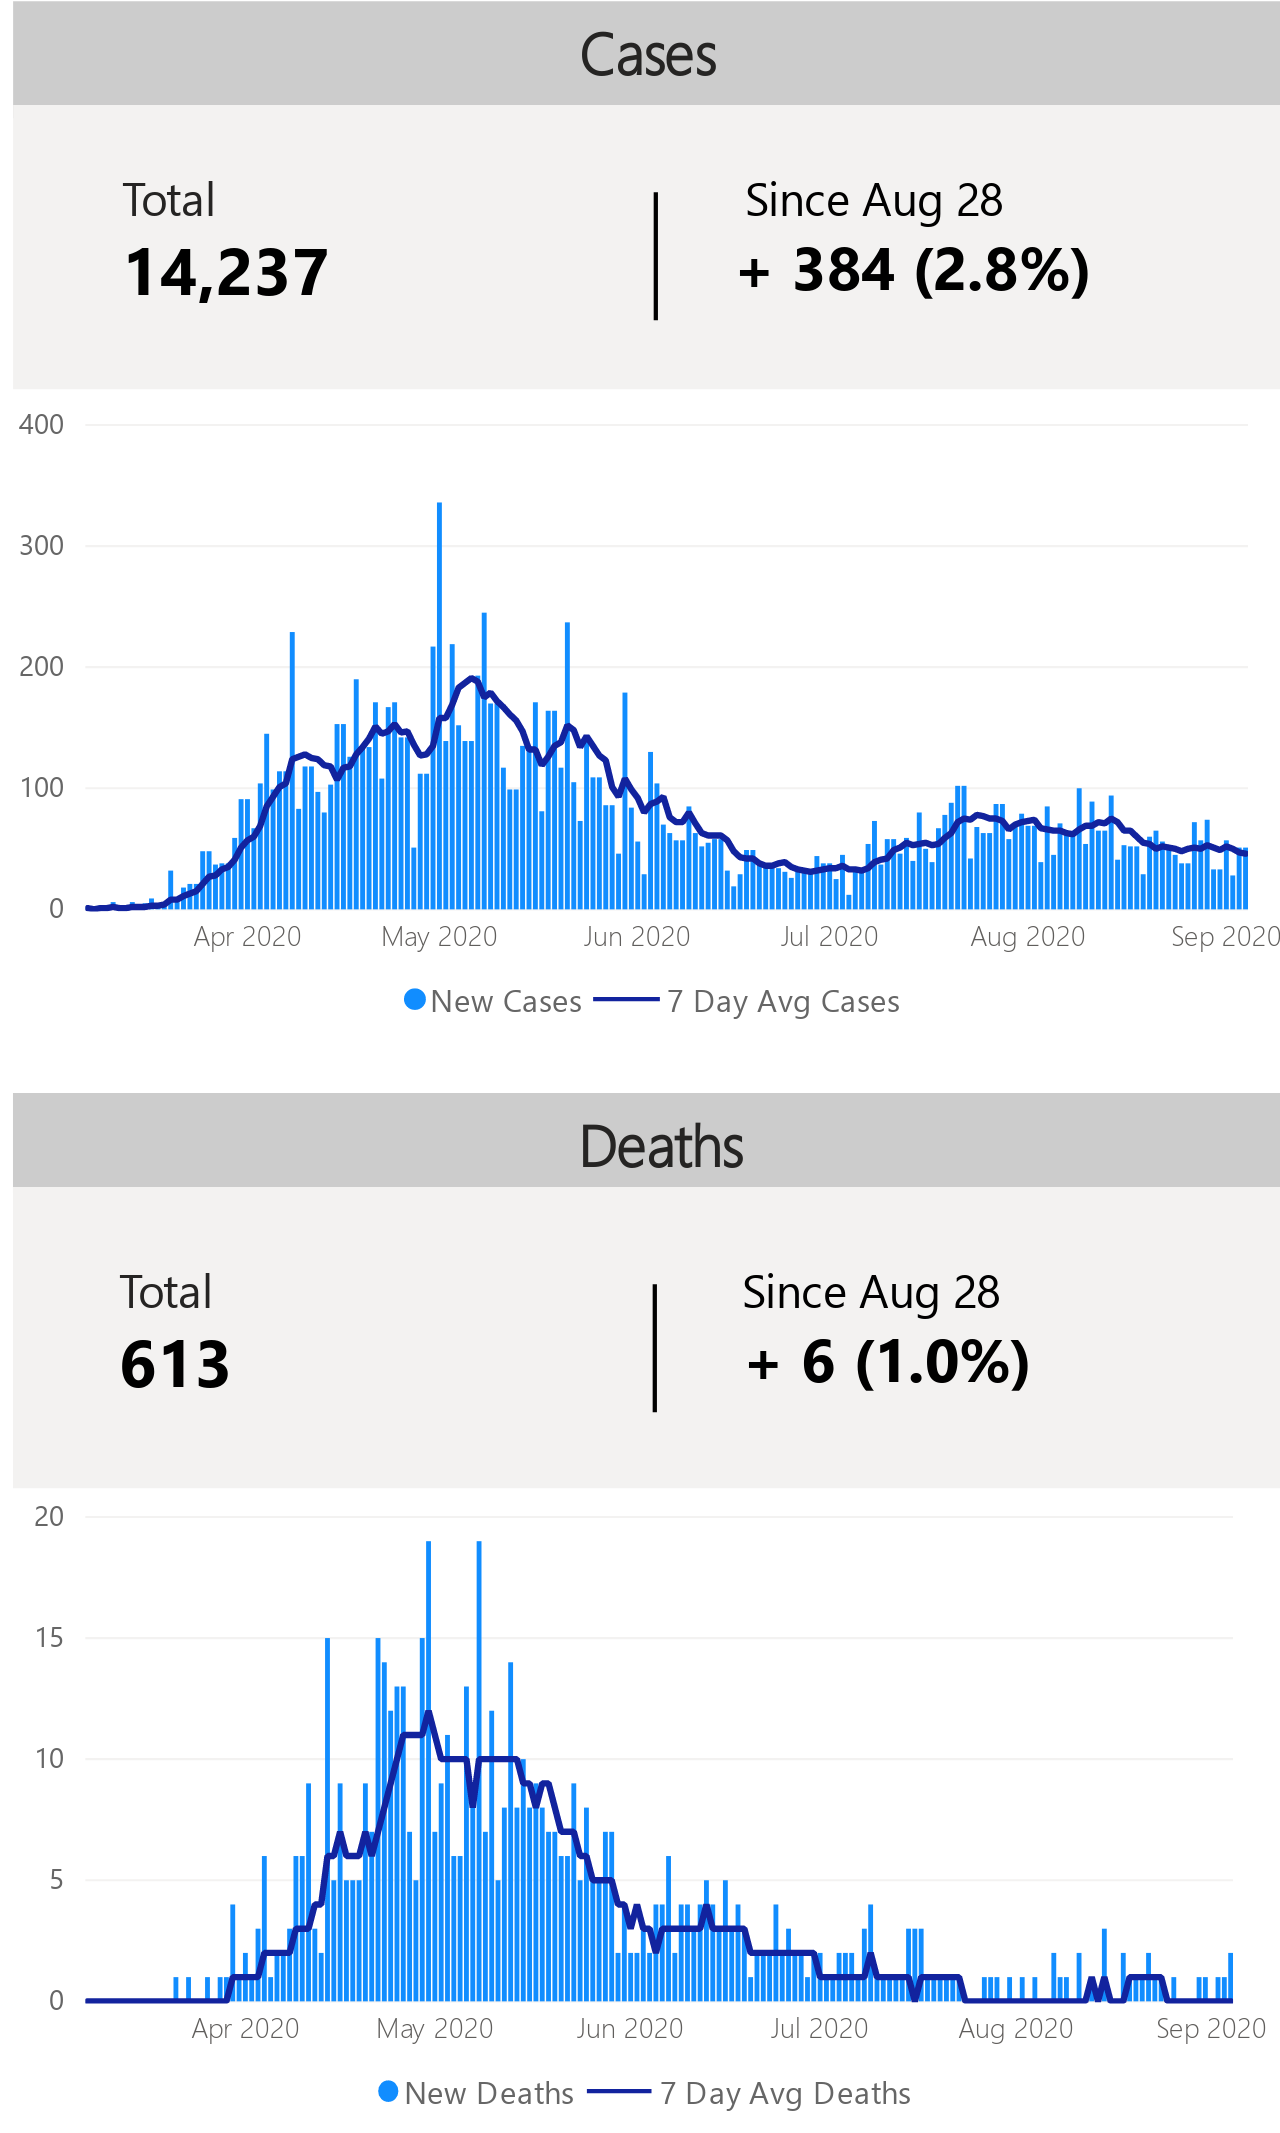 Cases
Total
Since Aug 28
14,237
+ 384 (2.8%)
400
300
200
100
0
Apr 2020 May 2020 Jun 2020 Jul 2020 Aug 2020 Sep 2020
New Cases 7 Day Avg Cases
Deaths
Total
Since Aug 28
613
+ 6 (1.0%)
20
15
10
5
0
Apr 2020 May 2020 Jun 2020 Jul 2020 Aug 2020 Sep 2020
New Deaths 7 Day Avg Deaths